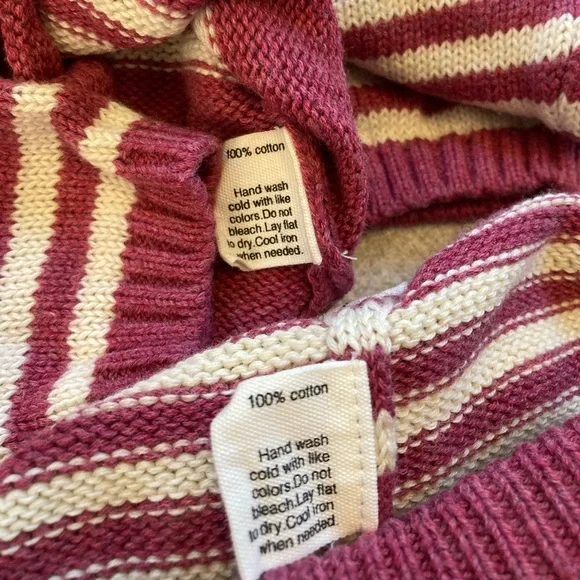 100% cotton
Hand wash
cold with like
colors.Do not
bleach.Lay flat
to dry.Cool iron
when needed.
100% cotton
Hand wash
cold with like
colors.Do not
bleach.Lay flat
to dry.Cool iron
when needed.